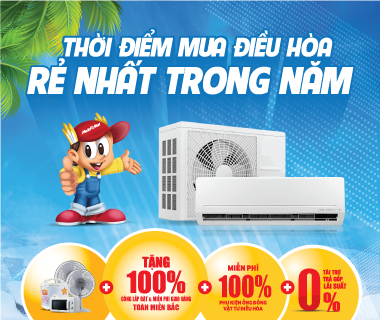 THỜI ĐIỂM MUA ĐIỀU HÒA
RẺ NHẤT TRONG NĂM
TẶNG
100%
CÔNG LẮP ĐẶT & MIỄN PHÍ GIAO HÀNG
TOÀN MIỀN BẮC
MIỄN PHÍ
100%
PHỤ KIỆN ỐNG ĐỒNG
VẬT TƯ ĐIỀU HÒA
0%
TÀI TRỢ
TRẢ GÓP
LÃI SUẤT